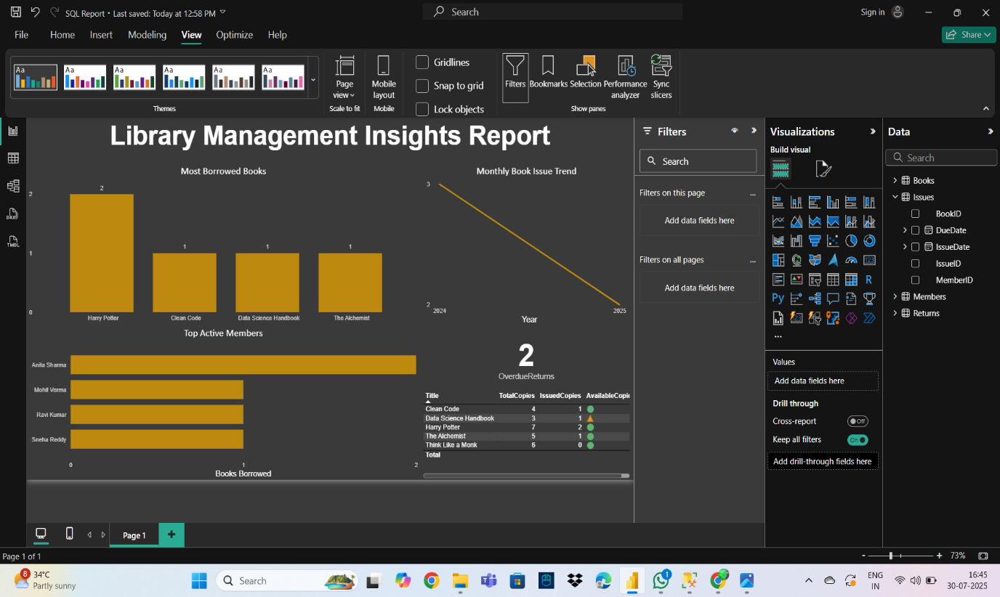 SQL Report • Last saved: Today at 12:58 PM
Search
Sign in
File
Home
Insert
Modeling
View
Optimize
Help
Share
Aa
Aa
Aa
Aa
Aa
Aa
Themes
Page view
Scale to fit
Mobile layout
Mobile
Gridlines
Snap to grid
Lock objects
Filters
Bookmarks
Selection
Performance analyzer
Sync slicers
Show panes
DAX
TMDL
Library Management Insights Report
Most Borrowed Books
2
1
0
2
1
1
1
Harry Potter
Clean Code
Data Science Handbook
The Alchemist
Monthly Book Issue Trend
3
2
2024
2025
Year
Top Active Members
Anita Sharma
Mohit Verma
Ravi Kumar
Sneha Reddy
0
1
2
Books Borrowed
2
OverdueReturns
Title TotalCopies IssuedCopies AvailableCopie
Clean Code 4 1
Data Science Handbook 3 1
Harry Potter 7 2
The Alchemist 5 1
Think Like a Monk 6 0
Total
Filters
Search
Filters on this page ...
Add data fields here
Filters on all pages ...
Add data fields here
Visualizations
Build visual
123
R
Py
123
...
Values
Add data fields here
Drill through
Cross-report Off
Keep all filters On
Add drill-through fields here
Data
Search
Books
Issues
BookID
DueDate
IssueDate
IssueID
MemberID
Members
Returns
Page 1
+
Page 1 of 1
- + 73%
8
34°C
Partly sunny
Search
1
ENG
IN
16:45
30-07-2025